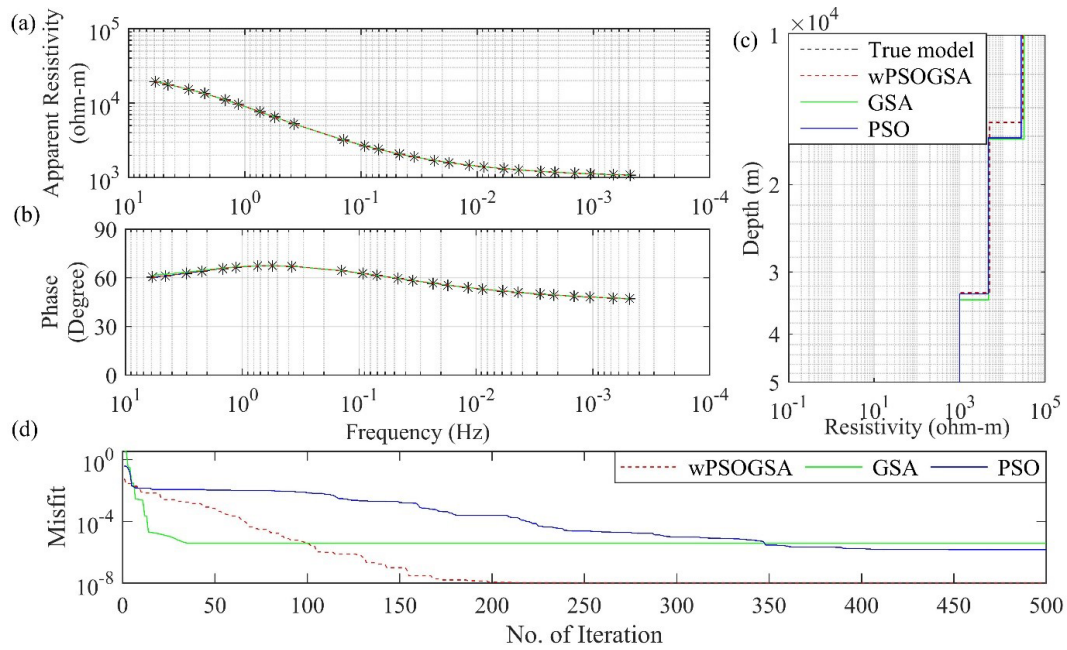 (a)
Apparent Resistivity
(ohm-m)
10^5
10^4
10^3
10^1
10^0
10^-1
10^-2
10^-3
10^-4
(b)
Phase
(Degree)
90
60
30
0
10^1
10^0
10^-1
10^-2
10^-3
10^-4
Frequency (Hz)
(c)
×10^4
1
2
3
4
5
Depth (m)
True model
wPSOGSA
GSA
PSO
10^-1
10^1
10^3
10^5
Resistivity (ohm-m)
(d)
Misfit
10^0
10^-4
10^-8
wPSOGSA GSA PSO
0 50 100 150 200 250 300 350 400 450 500
No. of Iteration